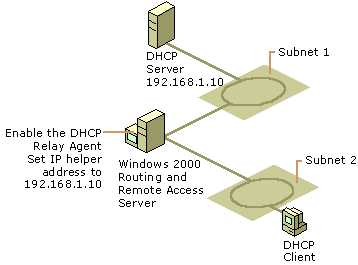 DHCP
Server
192.168.1.10
Subnet 1
Enable the DHCP
Relay Agent
Set IP helper
address to
192.168.1.10
Windows 2000
Routing and
Remote Access
Server
Subnet 2
DHCP
Client